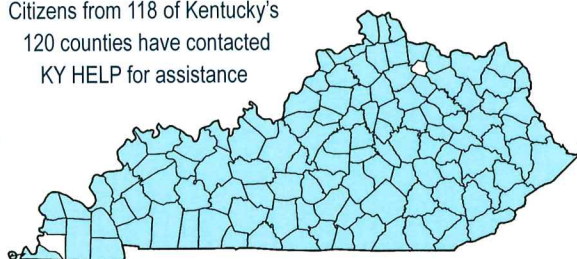 Citizens from 118 of Kentucky's
120 counties have contacted
KY HELP for assistance